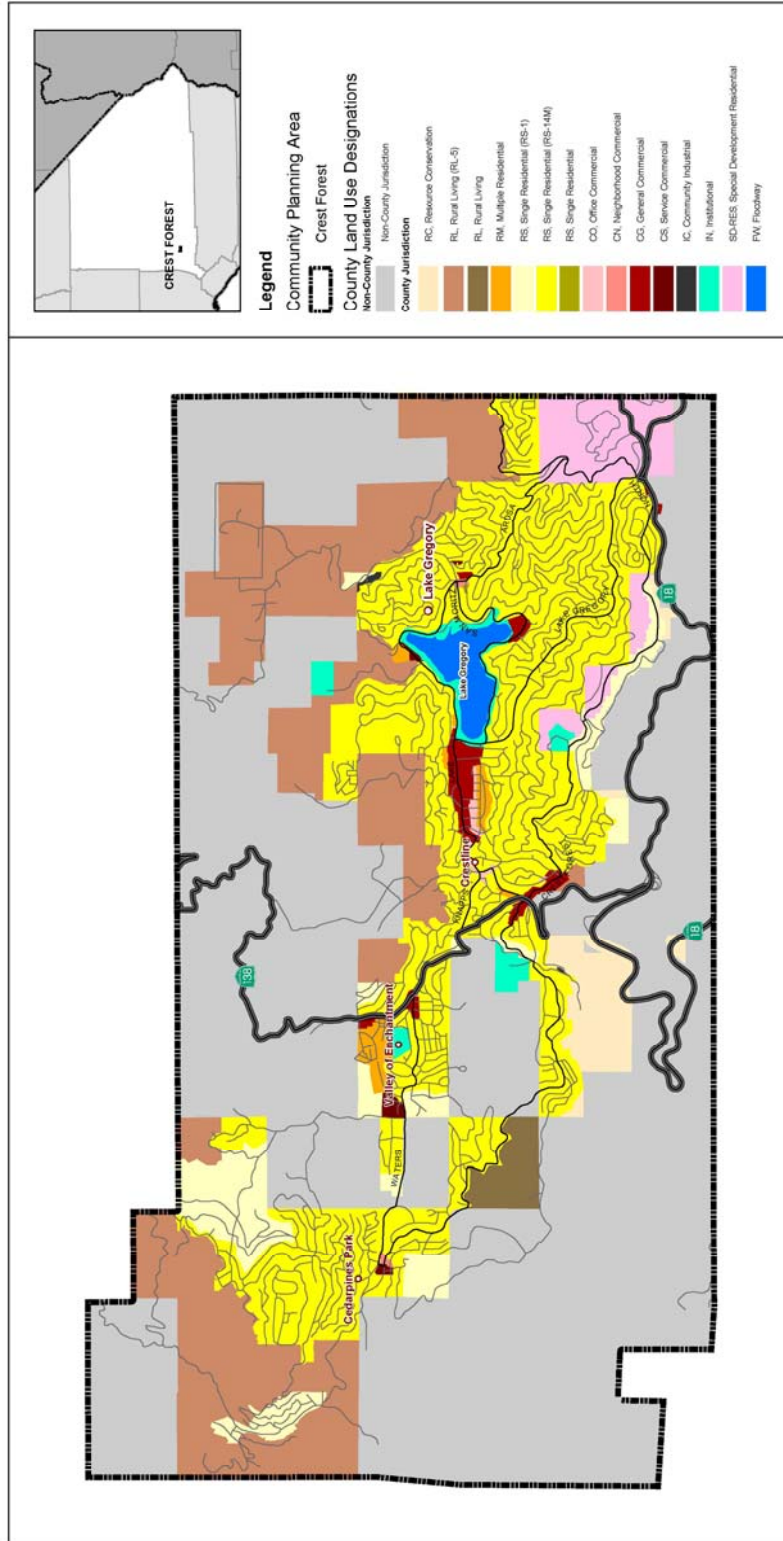 CREST FOREST
Legend
Community Planning Area
Crest Forest
County Land Use Designations
Non-County Jurisdiction
Non-County Jurisdiction
County Jurisdiction
RC, Resource Conservation
RL, Rural Living (RL-5)
RL, Rural Living
RM, Multiple Residential
RS, Single Residential (RS-1)
RS, Single Residential (RS-14M)
RS, Single Residential
CO, Office Commercial
CN, Neighborhood Commercial
CG, General Commercial
CS, Service Commercial
IC, Community Industrial
IN, Institutional
SD-RES, Special Development Residential
FW, Floodway
138
Cedarpines Park
WATERS
Valley of Enchantment
KNAPPS
Crestline
Lake Gregory
Lake Gregory
AROSA
LAKE GREGORY
18
18